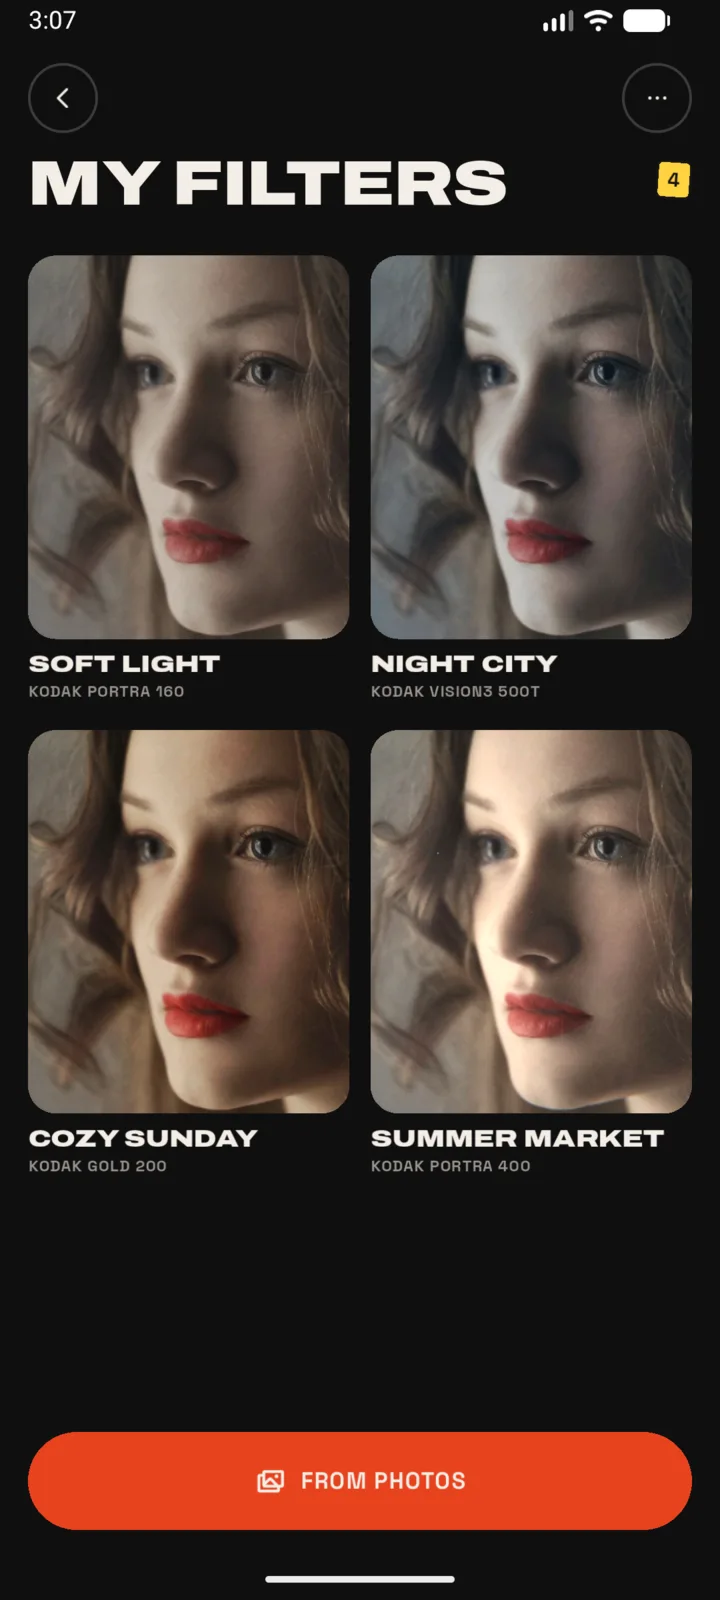 3:07
MY FILTERS
4
SOFT LIGHT
KODAK PORTRA 160
NIGHT CITY
KODAK VISION3 500T
COZY SUNDAY
KODAK GOLD 200
SUMMER MARKET
KODAK PORTRA 400
FROM PHOTOS